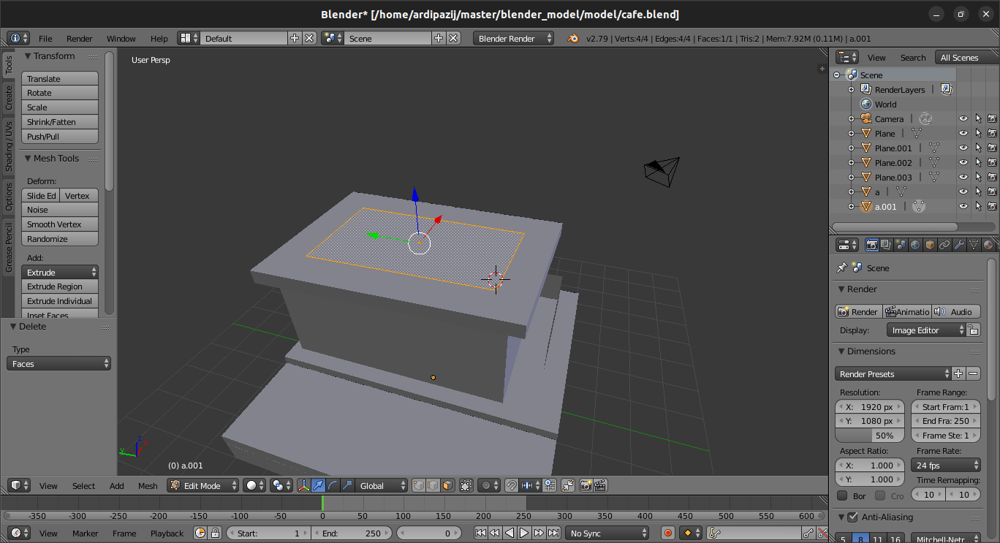 Blender* [/home/ardipazij/master/blender_model/model/cafe.blend]
File Render Window Help Default Scene Blender Render v2.79 | Verts:4/4 | Edges:4/4 | Faces:1/1 | Tris:2 | Mem:7.92M (0.11M) | a.001
Tools
Create
Shading / UVs
Options
Grease Pencil
Transform
Translate
Rotate
Scale
Shrink/Fatten
Push/Pull
Mesh Tools
Deform:
Slide Ed Vertex
Noise
Smooth Vertex
Randomize
Add:
Extrude
Extrude Region
Extrude Individual
Inset Faces
Delete
Type
Faces
User Persp
(0) a.001
View Select Add Mesh Edit Mode Global
-350 -300 -250 -200 -150 -100 -50 0 50 100 150 200 250 300 350 400 450 500 550 600
View Marker Frame Playback Start: 1 End: 250 0 No Sync
View Search All Scenes
Scene
RenderLayers |
World
Camera |
Plane |
Plane.001 |
Plane.002 |
Plane.003 |
a |
a.001 |
Scene
Render
Render Animatio Audio
Display: Image Editor
Dimensions
Render Presets
Resolution: Frame Range:
X: 1920 px Start Fram:1
Y: 1080 px End Fra: 250
50% Frame Ste: 1
Aspect Ratio: Frame Rate:
X: 1.000 24 fps
Y: 1.000 Time Remapping:
Bor Cro 10 10
Anti-Aliasing
5 8 11 16 Mitchell-Netr...